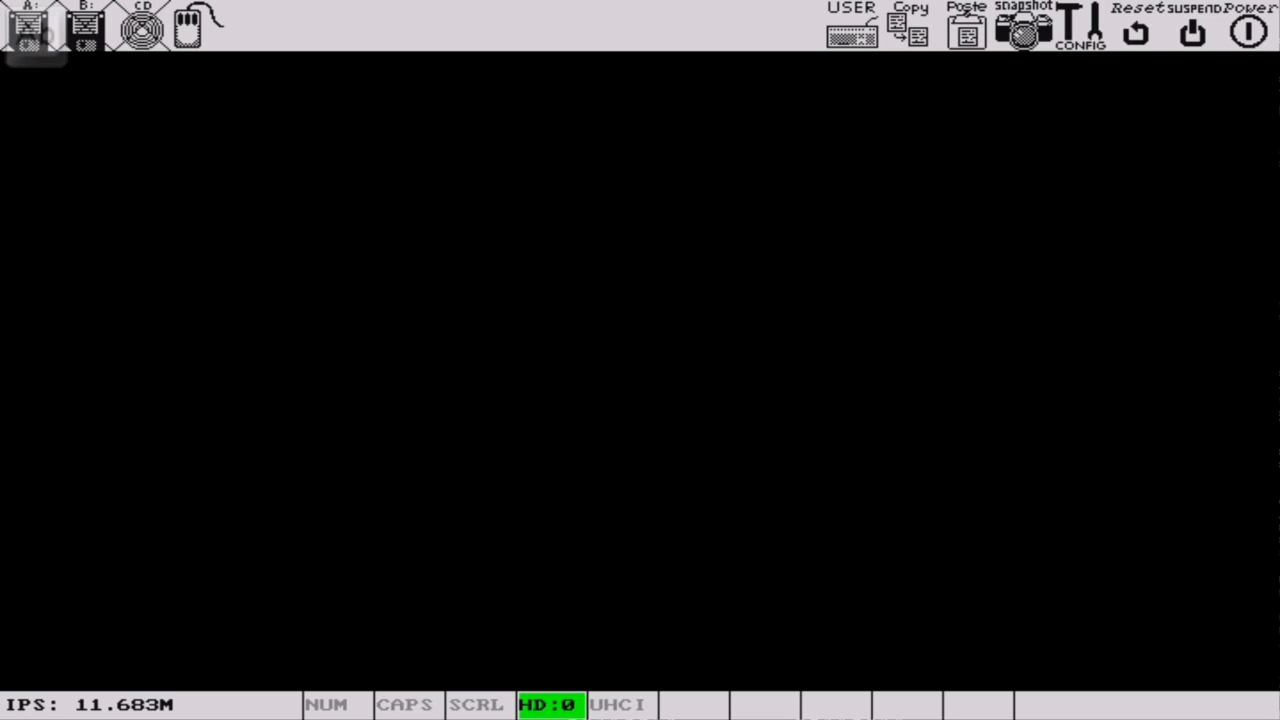 A: B: CD USER Copy Paste snapshot CONFIG Reset SUSPEND Power
IPS: 11.683M NUM CAPS SCRL HD:0 UHCI